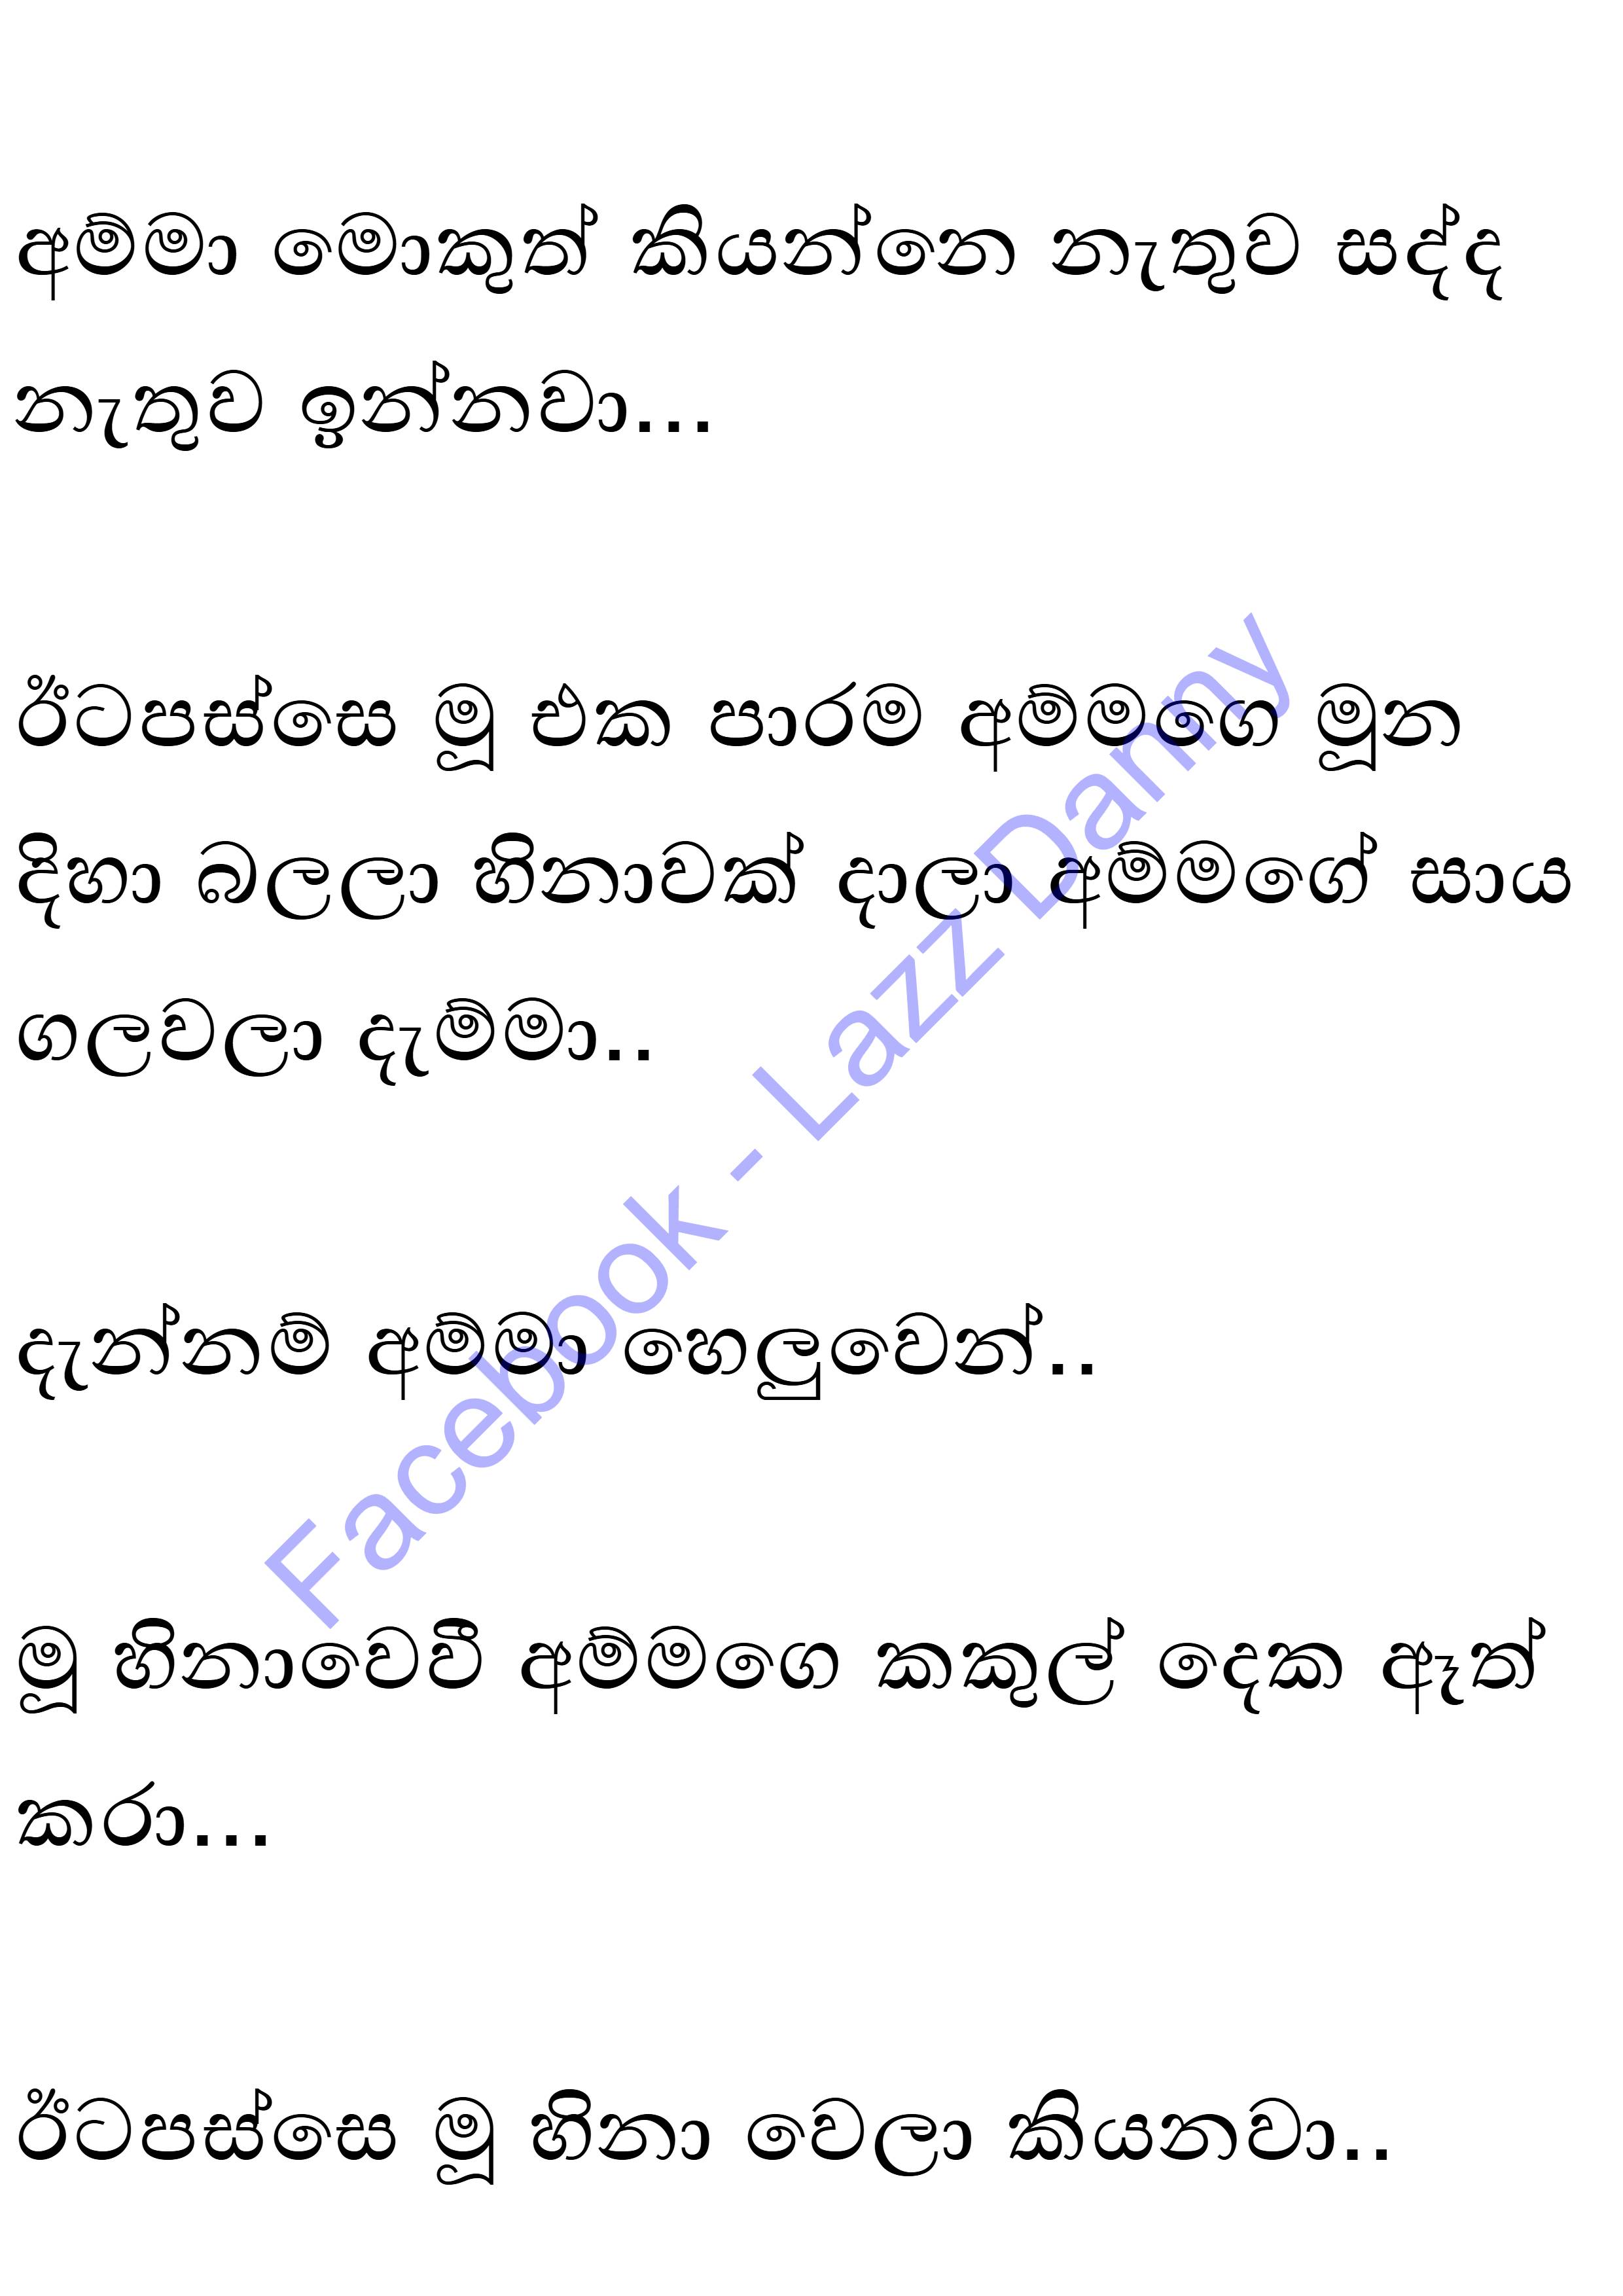 අම්මා මොකුත් කියන්නෙ නැතුව සද්ද
නැතුව ඉන්නවා...
ඊටපස්සෙ මූ එක පාරම අම්මගෙ මූන
දිහා බලලා හිනාවක් දාලා අම්මගේ සාය
ගලවලා දැම්මා..
දැන්නම් අම්මා හෙලුවෙන්..
මූ හිනාවෙවී අම්මගෙ කකුල් දෙක ඈත්
කරා...
ඊටපස්සෙ මූ හිනා වෙලා කියනවා..
Facebook - Lazz Danny